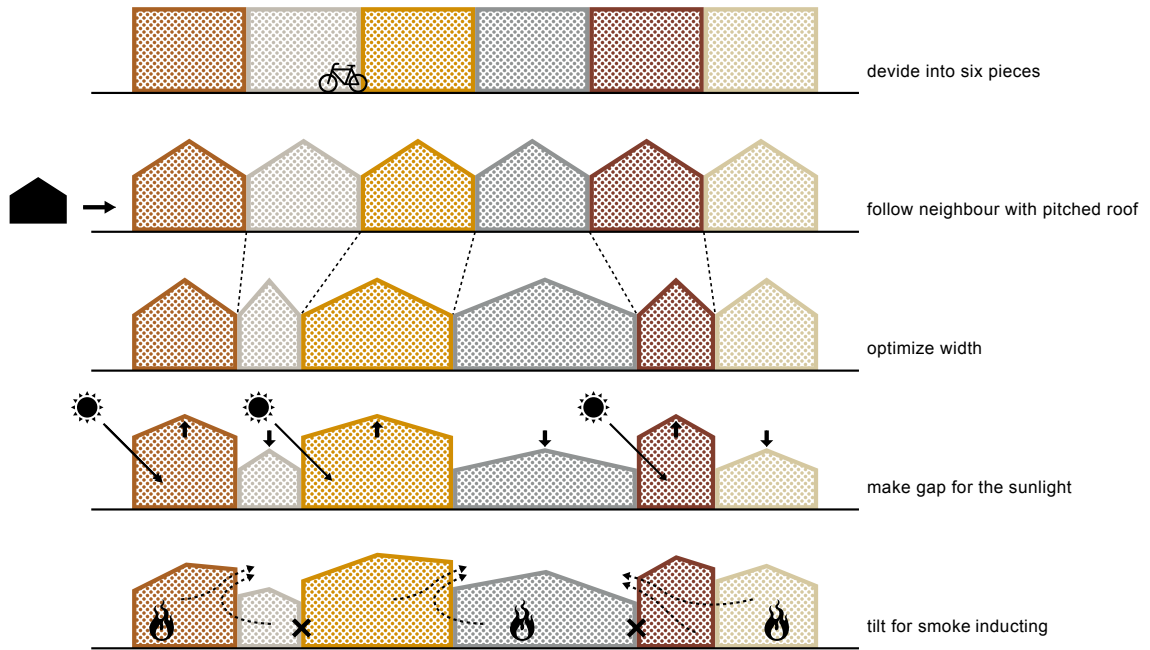 devide into six pieces
follow neighbour with pitched roof
optimize width
make gap for the sunlight
tilt for smoke inducting